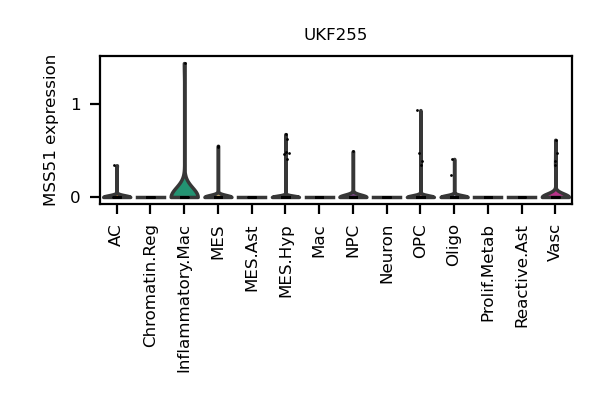 UKF255
MSS51 expression
1
0
AC
Chromatin.Reg
Inflammatory.Mac
MES
MES.Ast
MES.Hyp
Mac
NPC
Neuron
OPC
Oligo
Prolif.Metab
Reactive.Ast
Vasc